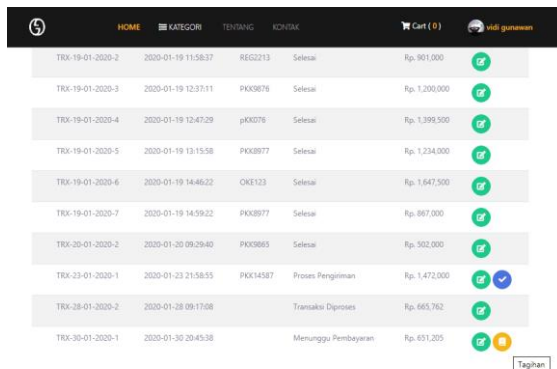 HOME KATEGORI TENTANG KONTAK Cart ( 0 ) vidi gunawan
TRX-19-01-2020-2 2020-01-19 11:58:37 REG2213 Selesai Rp. 901,000
TRX-19-01-2020-3 2020-01-19 12:37:11 PKK9876 Selesai Rp. 1,200,000
TRX-19-01-2020-4 2020-01-19 12:47:29 pKK076 Selesai Rp. 1,399,500
TRX-19-01-2020-5 2020-01-19 13:15:58 PKK8977 Selesai Rp. 1,234,000
TRX-19-01-2020-6 2020-01-19 14:46:22 OKE123 Selesai Rp. 1,647,500
TRX-19-01-2020-7 2020-01-19 14:59:22 PKK8977 Selesai Rp. 867,000
TRX-20-01-2020-2 2020-01-20 09:29:40 PKK9865 Selesai Rp. 502,000
TRX-23-01-2020-1 2020-01-23 21:58:55 PKK14587 Proses Pengiriman Rp. 1,472,000
TRX-28-01-2020-2 2020-01-28 09:17:08 Transaksi Diproses Rp. 665,762
TRX-30-01-2020-1 2020-01-30 20:45:38 Menunggu Pembayaran Rp. 651,205
Tagihan